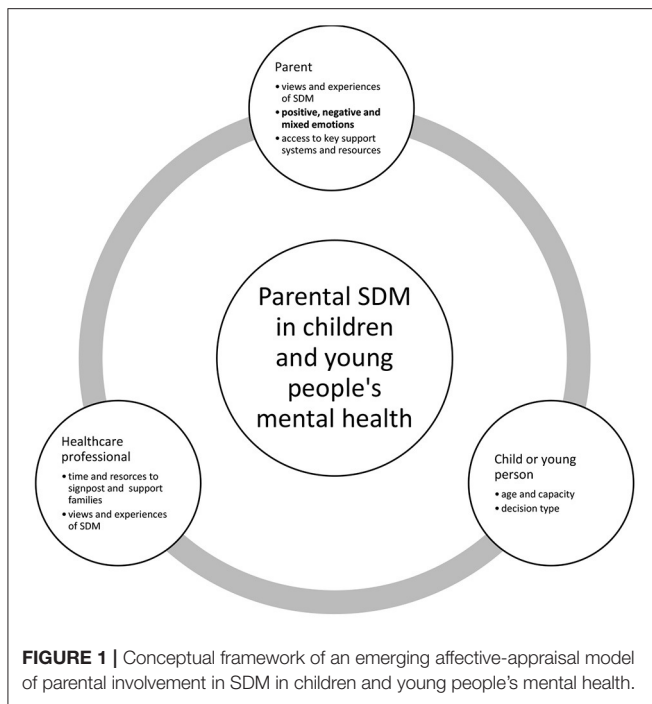 Parent
• views and experiences
of SDM
• positive, negative and
mixed emotions
• access to key support
systems and resources
Parental SDM
in children
and young
people's
mental health
Healthcare
professional
• time and resorces to
signpost and support
families
• views and experiences
of SDM
Child or young
person
• age and capacity
• decision type
FIGURE 1 | Conceptual framework of an emerging affective-appraisal model
of parental involvement in SDM in children and young people's mental health.